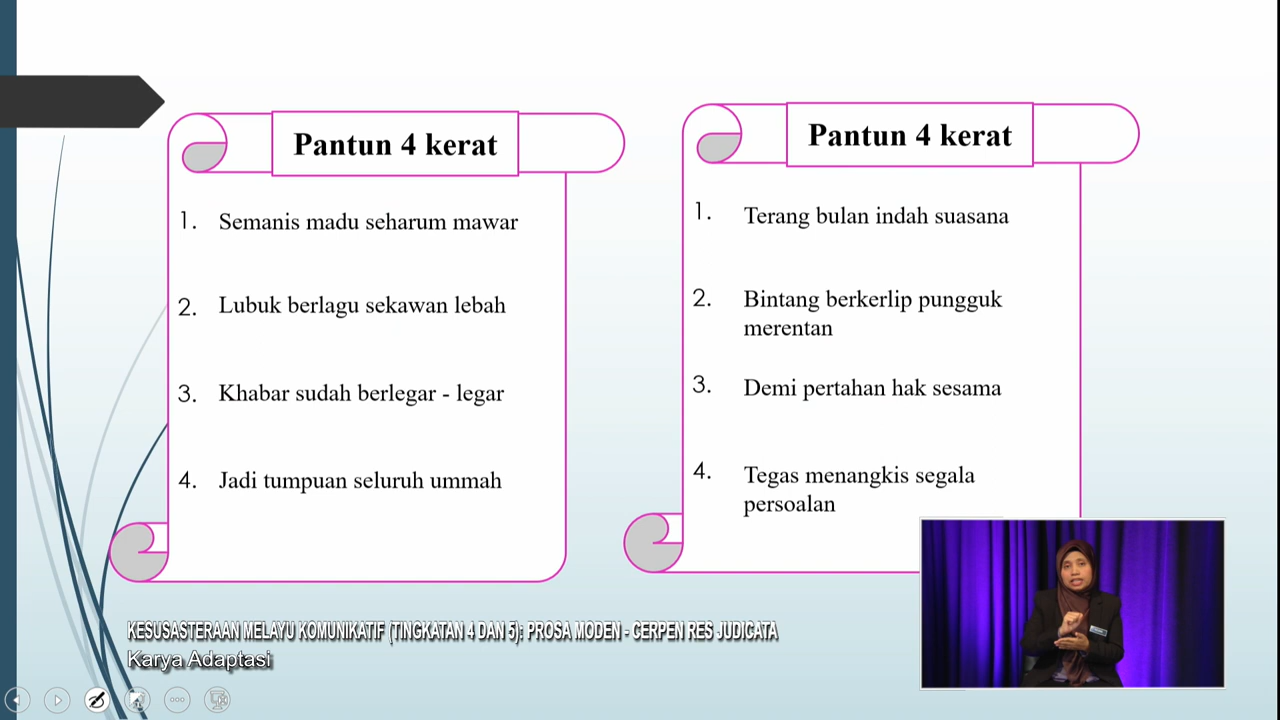 Pantun 4 kerat
1. Semanis madu seharum mawar
2. Lubuk berlagu sekawan lebah
3. Khabar sudah berlegar - legar
4. Jadi tumpuan seluruh ummah
Pantun 4 kerat
1. Terang bulan indah suasana
2. Bintang berkerlip pungguk
merentan
3. Demi pertahan hak sesama
4. Tegas menangkis segala
persoalan
KESUSASTERAAN MELAYU KOMUNIKATIF (TINGKATAN 4 DAN 5): PROSA MODEN - CERPEN RES JUDICATA
Karya Adaptasi